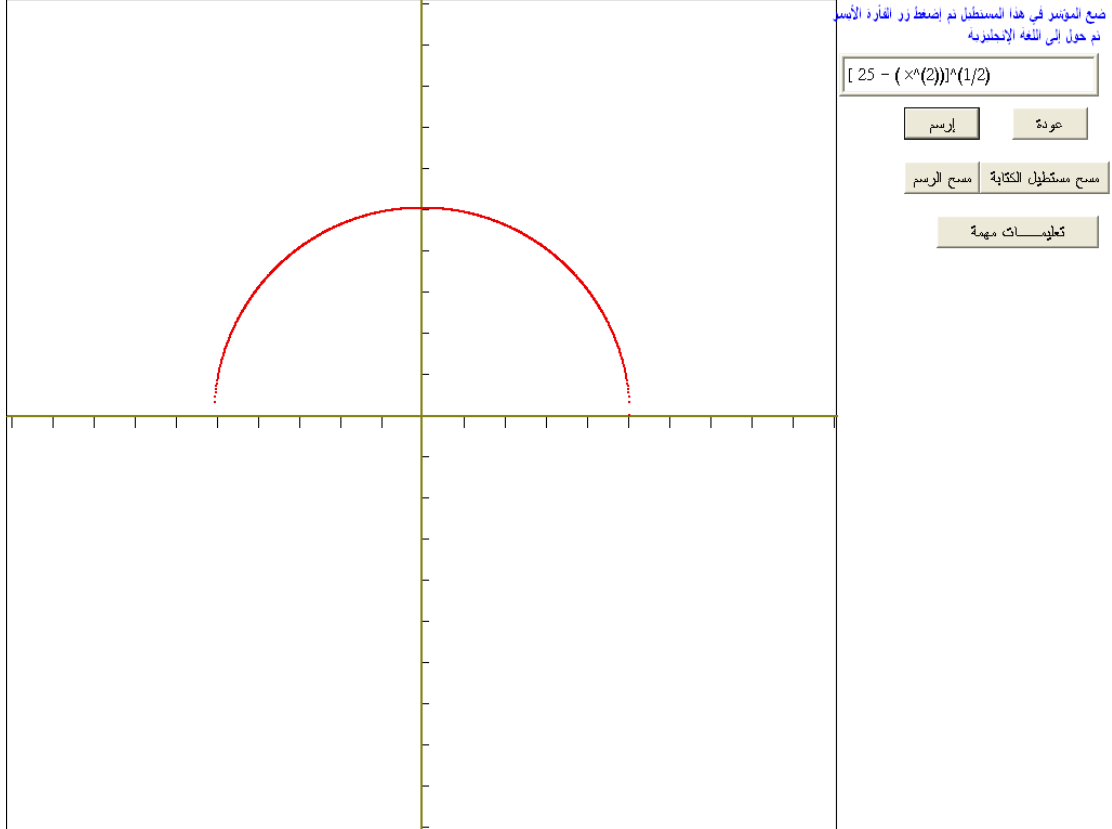 ضع المؤشر في هذا المستطيل ثم إضغط زر الفأرة الأيسر
ثم حول إلى اللغة الإنجليزية
[ 25 - ( x^(2))]^(1/2)
إرسم
عودة
مسح الرسم
مسح مستطيل الكتابة
تعليمـــــات مهمة